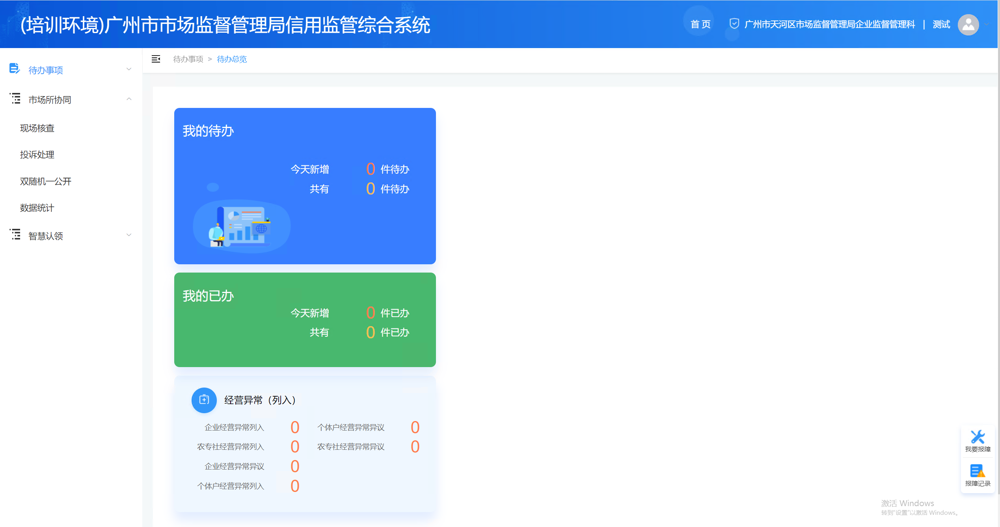 (培训环境)广州市市场监督管理局信用监管综合系统
首页 广州市天河区市场监督管理局企业监督管理科 | 测试
待办事项 > 待办总览
待办事项
市场所协同
现场核查
投诉处理
双随机一公开
数据统计
智慧认领
我的待办
今天新增 0 件待办
共有 0 件待办
我的已办
今天新增 0 件已办
共有 0 件已办
经营异常（列入）
企业经营异常列入 0 个体户经营异常异议 0
农专社经营异常列入 0 农专社经营异常异议 0
企业经营异常异议 0
个体户经营异常列入 0
我要报障
报障记录
激活 Windows
转到"设置"以激活 Windows。